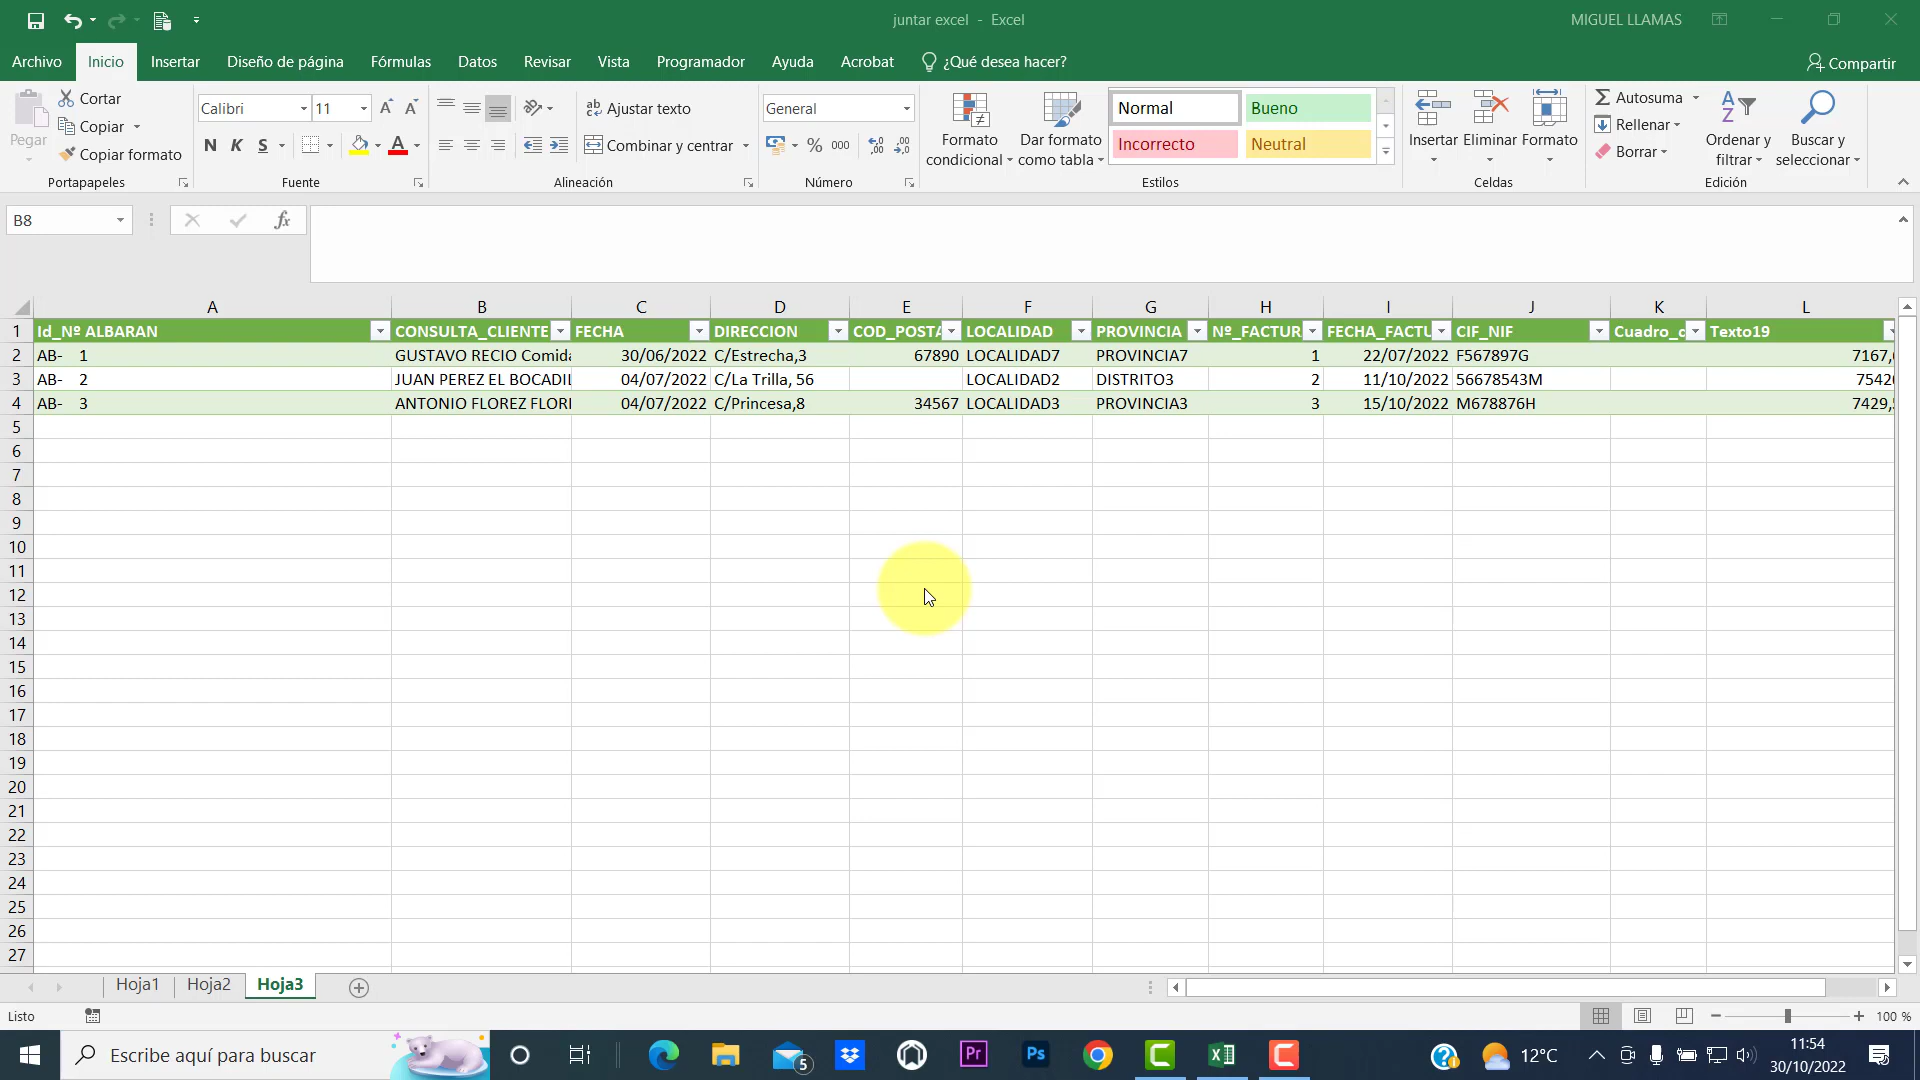 juntar excel - Excel
MIGUEL LLAMAS
Archivo Inicio Insertar Diseño de página Fórmulas Datos Revisar Vista Programador Ayuda Acrobat ¿Qué desea hacer? Compartir
Pegar
Cortar
Copiar
Copiar formato
Portapapeles
Calibri 11
N K S
Fuente
Ajustar texto
Combinar y centrar
Alineación
General
% 000
Número
Formato condicional
Dar formato como tabla
Normal Bueno
Incorrecto Neutral
Estilos
Insertar Eliminar Formato
Celdas
Autosuma
Rellenar
Borrar
Ordenar y filtrar
Buscar y seleccionar
Edición
B8 fx
A B C D E F G H I J K L
1 Id_Nº ALBARAN CONSULTA_CLIENTE FECHA DIRECCION COD_POSTA LOCALIDAD PROVINCIA Nº_FACTUR FECHA_FACTU CIF_NIF Cuadro_c Texto19
2 AB- 1 GUSTAVO RECIO Comida 30/06/2022 C/Estrecha,3 67890 LOCALIDAD7 PROVINCIA7 1 22/07/2022 F567897G 7167,
3 AB- 2 JUAN PEREZ EL BOCADIL 04/07/2022 C/La Trilla, 56 LOCALIDAD2 DISTRITO3 2 11/10/2022 56678543M 7542
4 AB- 3 ANTONIO FLOREZ FLORI 04/07/2022 C/Princesa,8 34567 LOCALIDAD3 PROVINCIA3 3 15/10/2022 M678876H 7429,
5
6
7
8
9
10
11
12
13
14
15
16
17
18
19
20
21
22
23
24
25
26
27
Hoja1 Hoja2 Hoja3
Listo
100 %
Escribe aquí para buscar
5
Pr
Ps
12°C
11:54
30/10/2022